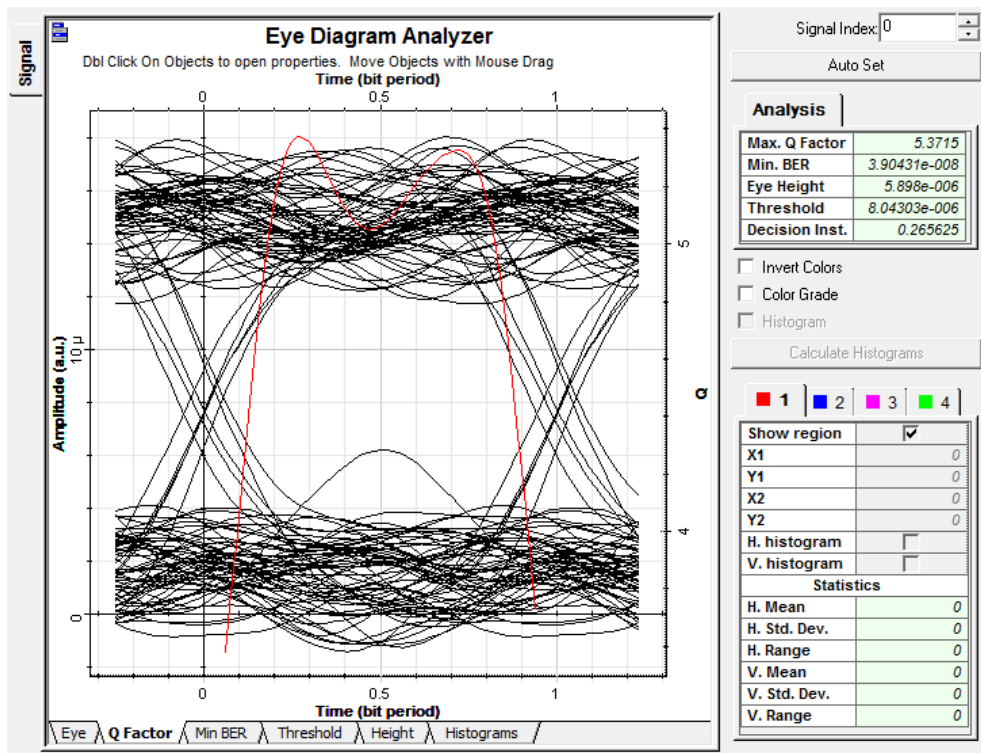 Signal
Eye Diagram Analyzer
Dbl Click On Objects to open properties.  Move Objects with Mouse Drag
Time (bit period)
0 0.5 1
Amplitude (a.u.)
10 µ
0
Q
5
4
0 0.5 1
Time (bit period)
Eye Q Factor Min BER Threshold Height Histograms
Signal Index: 0
Auto Set
Analysis
Max. Q Factor 5.3715
Min. BER 3.90431e-008
Eye Height 5.898e-006
Threshold 8.04303e-006
Decision Inst. 0.265625
Invert Colors
Color Grade
Histogram
Calculate Histograms
1 2 3 4
Show region
X1 0
Y1 0
X2 0
Y2 0
H. histogram
V. histogram
Statistics
H. Mean 0
H. Std. Dev. 0
H. Range 0
V. Mean 0
V. Std. Dev. 0
V. Range 0